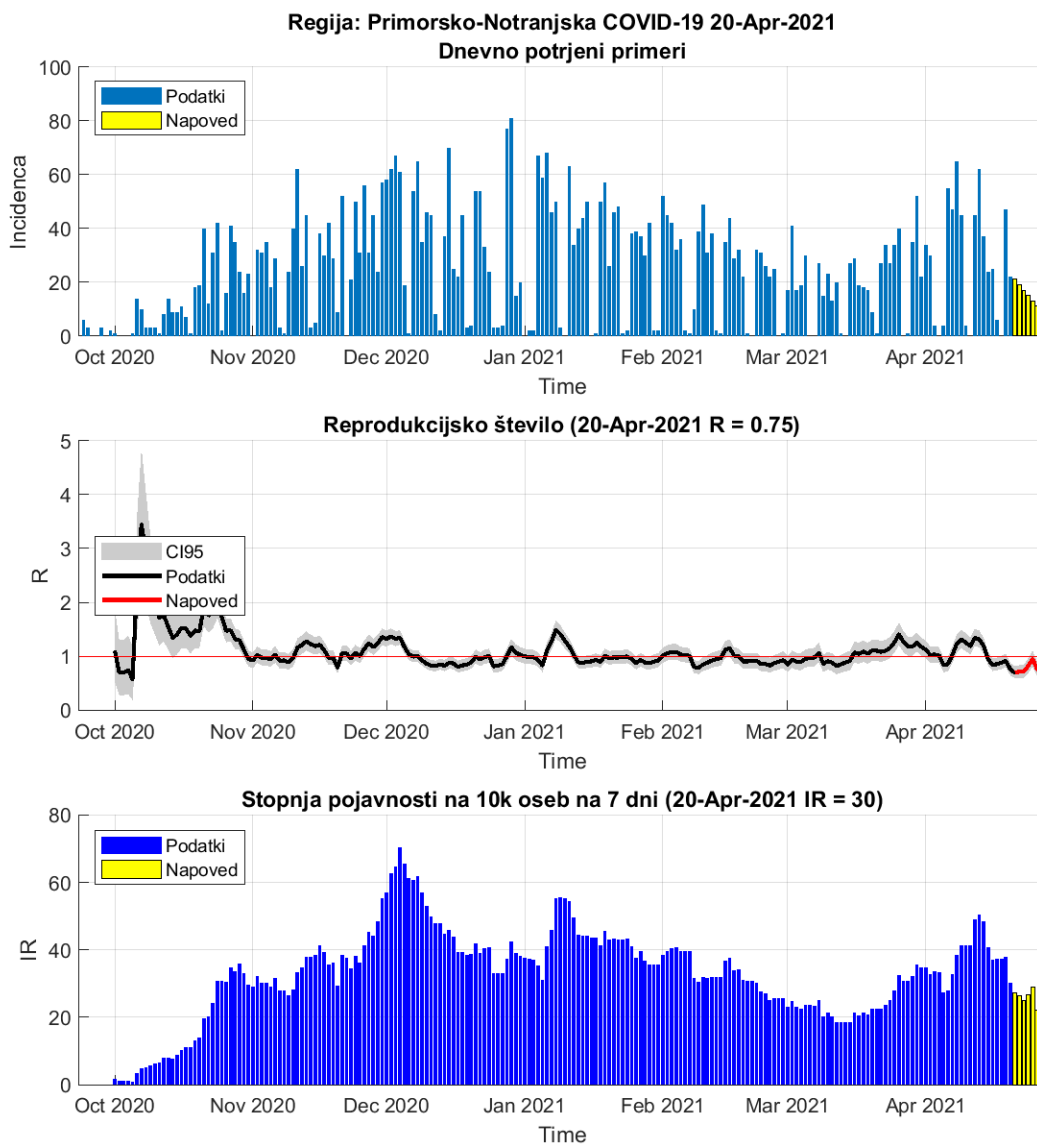 Regija: Primorsko-Notranjska COVID-19 20-Apr-2021
Dnevno potrjeni primeri
100
80
60
40
20
0
Incidenca
Podatki
Napoved
Oct 2020 Nov 2020 Dec 2020 Jan 2021 Feb 2021 Mar 2021 Apr 2021
Time
Reprodukcijsko število (20-Apr-2021 R = 0.75)
5
4
3
2
1
0
R
CI95
Podatki
Napoved
Oct 2020 Nov 2020 Dec 2020 Jan 2021 Feb 2021 Mar 2021 Apr 2021
Time
Stopnja pojavnosti na 10k oseb na 7 dni (20-Apr-2021 IR = 30)
80
60
40
20
0
IR
Podatki
Napoved
Oct 2020 Nov 2020 Dec 2020 Jan 2021 Feb 2021 Mar 2021 Apr 2021
Time